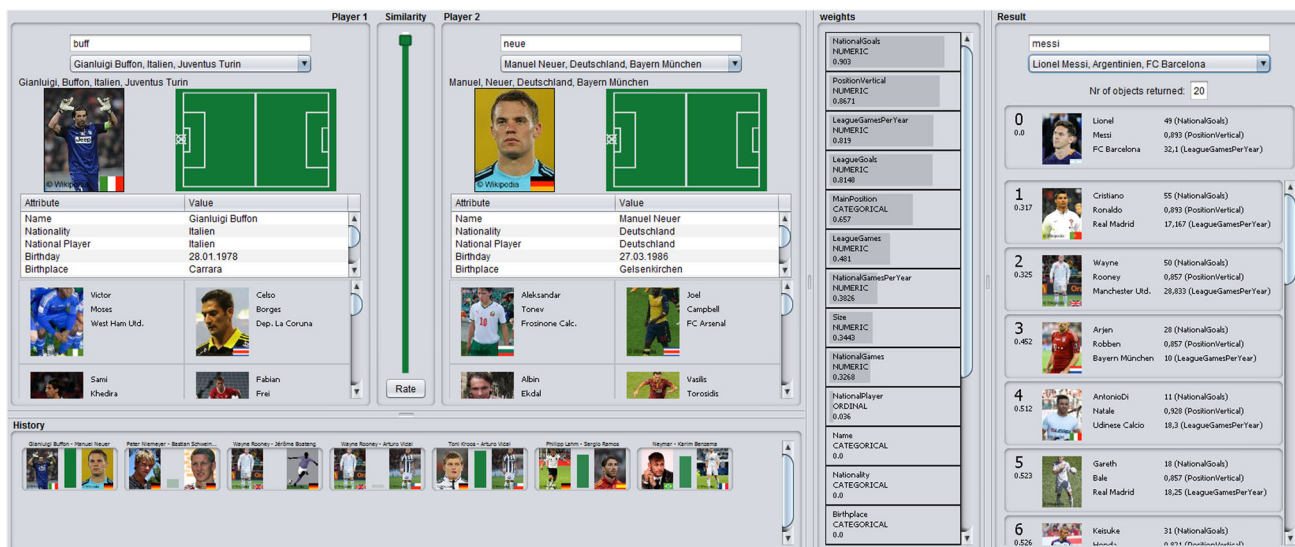 Player 1
Similarity
Player 2
weights
Result
buff
Gianluigi Buffon, Italien, Juventus Turin
Gianluigi, Buffon, Italien, Juventus Turin
Jeep
© Wikipedia
Attribute Value
Name Gianluigi Buffon
Nationality Italien
National Player Italien
Birthday 28.01.1978
Birthplace Carrara
Victor
Moses
West Ham Utd.
Celso
Borges
Dep. La Coruna
Sami
Khedira
Fabian
Frei
Rate
neue
Manuel Neuer, Deutschland, Bayern München
Manuel, Neuer, Deutschland, Bayern München
© Wikipedia
Attribute Value
Name Manuel Neuer
Nationality Deutschland
National Player Deutschland
Birthday 27.03.1986
Birthplace Gelsenkirchen
Aleksandar
Tonev
Frosinone Calc.
Joel
Campbell
FC Arsenal
Albin
Ekdal
Vasilis
Torosidis
History
Gianluigi Buffon - Manuel Neuer
Peter Niemeyer - Bastian Schwein...
Wayne Rooney - Jérôme Boateng
Wayne Rooney - Arturo Vidal
Toni Kroos - Arturo Vidal
Philipp Lahm - Sergio Ramos
Neymar - Karim Benzema
NationalGoals
NUMERIC
0.903
PositionVertical
NUMERIC
0.8671
LeagueGamesPerYear
NUMERIC
0.819
LeagueGoals
NUMERIC
0.8148
MainPosition
CATEGORICAL
0.657
LeagueGames
NUMERIC
0.481
NationalGamesPerYear
NUMERIC
0.3826
Size
NUMERIC
0.3443
NationalGames
NUMERIC
0.3268
NationalPlayer
ORDINAL
0.036
Name
CATEGORICAL
0.0
Nationality
CATEGORICAL
0.0
Birthplace
CATEGORICAL
0.0
messi
Lionel Messi, Argentinien, FC Barcelona
Nr of objects returned: 20
0
0.0
Lionel
Messi
FC Barcelona
49 (NationalGoals)
0,893 (PositionVertical)
32,1 (LeagueGamesPerYear)
1
0.317
Cristiano
Ronaldo
Real Madrid
55 (NationalGoals)
0,893 (PositionVertical)
17,167 (LeagueGamesPerYear)
2
0.325
Wayne
Rooney
Manchester Utd.
50 (NationalGoals)
0,857 (PositionVertical)
28,833 (LeagueGamesPerYear)
3
0.452
Arjen
Robben
Bayern München
28 (NationalGoals)
0,857 (PositionVertical)
10 (LeagueGamesPerYear)
4
0.512
AntonioDi
Natale
Udinese Calcio
11 (NationalGoals)
0,928 (PositionVertical)
18,3 (LeagueGamesPerYear)
5
0.523
Gareth
Bale
Real Madrid
18 (NationalGoals)
0,857 (PositionVertical)
18,25 (LeagueGamesPerYear)
6
0.526
Keisuke
Honda
31 (NationalGoals)
0,821 (PositionVertical)